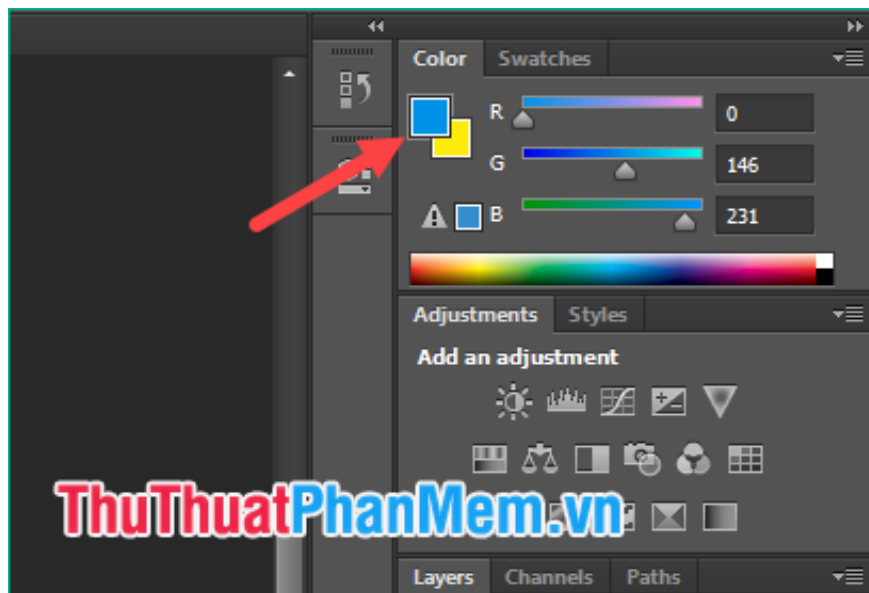 Color Swatches
R 0
G 146
B 231
Adjustments Styles
Add an adjustment
ThuThuatPhanMem.vn
Layers Channels Paths